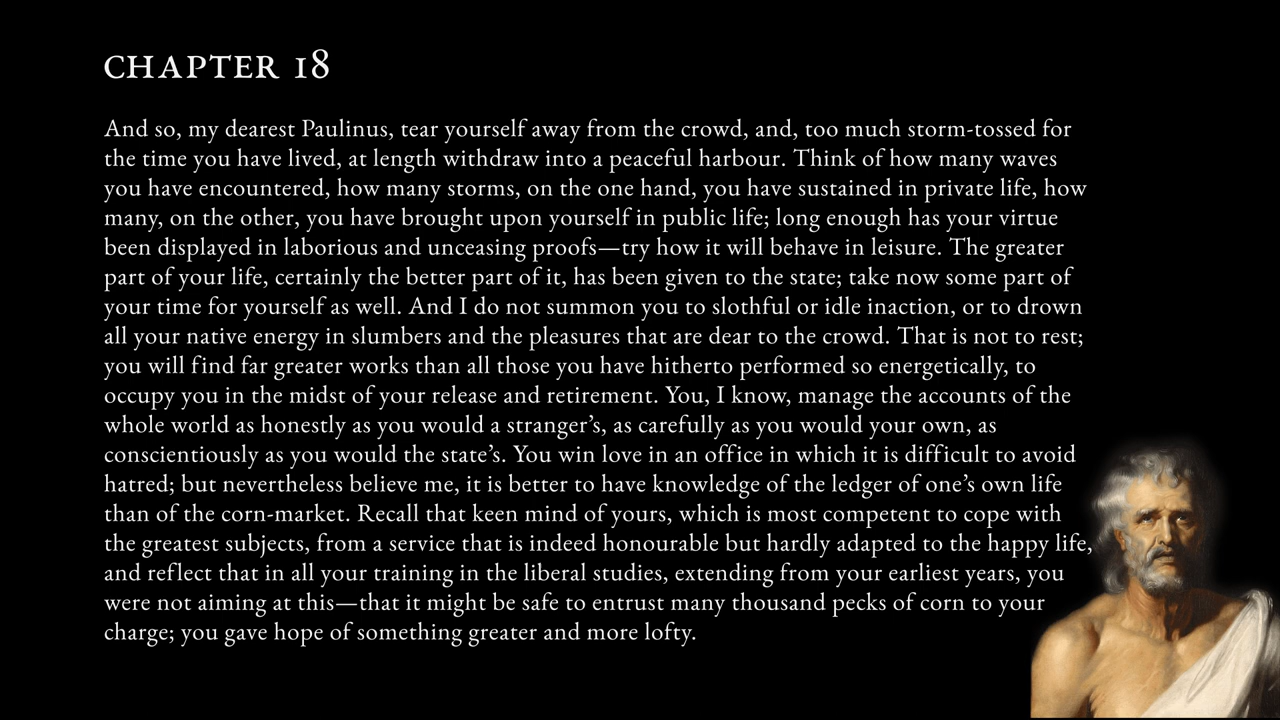 CHAPTER 18
And so, my dearest Paulinus, tear yourself away from the crowd, and, too much storm-tossed for
the time you have lived, at length withdraw into a peaceful harbour. Think of how many waves
you have encountered, how many storms, on the one hand, you have sustained in private life, how
many, on the other, you have brought upon yourself in public life; long enough has your virtue
been displayed in laborious and unceasing proofs—try how it will behave in leisure. The greater
part of your life, certainly the better part of it, has been given to the state; take now some part of
your time for yourself as well. And I do not summon you to slothful or idle inaction, or to drown
all your native energy in slumbers and the pleasures that are dear to the crowd. That is not to rest;
you will find far greater works than all those you have hitherto performed so energetically, to
occupy you in the midst of your release and retirement. You, I know, manage the accounts of the
whole world as honestly as you would a stranger’s, as carefully as you would your own, as
conscientiously as you would the state’s. You win love in an office in which it is difficult to avoid
hatred; but nevertheless believe me, it is better to have knowledge of the ledger of one’s own life
than of the corn-market. Recall that keen mind of yours, which is most competent to cope with
the greatest subjects, from a service that is indeed honourable but hardly adapted to the happy life,
and reflect that in all your training in the liberal studies, extending from your earliest years, you
were not aiming at this—that it might be safe to entrust many thousand pecks of corn to your
charge; you gave hope of something greater and more lofty.